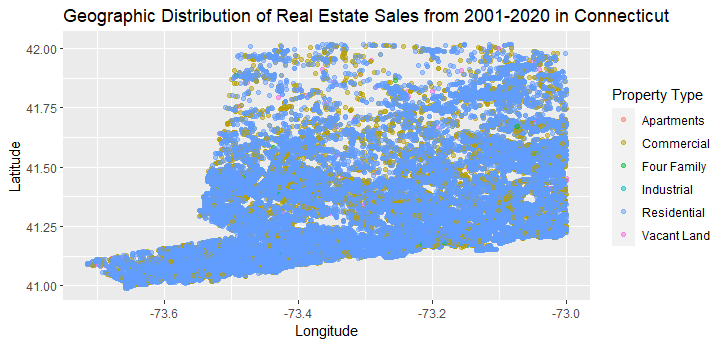 Geographic Distribution of Real Estate Sales from 2001-2020 in Connecticut
42.00
41.75
41.50
41.25
41.00
Latitude
-73.6
-73.4
-73.2
-73.0
Longitude
Property Type
Apartments
Commercial
Four Family
Industrial
Residential
Vacant Land